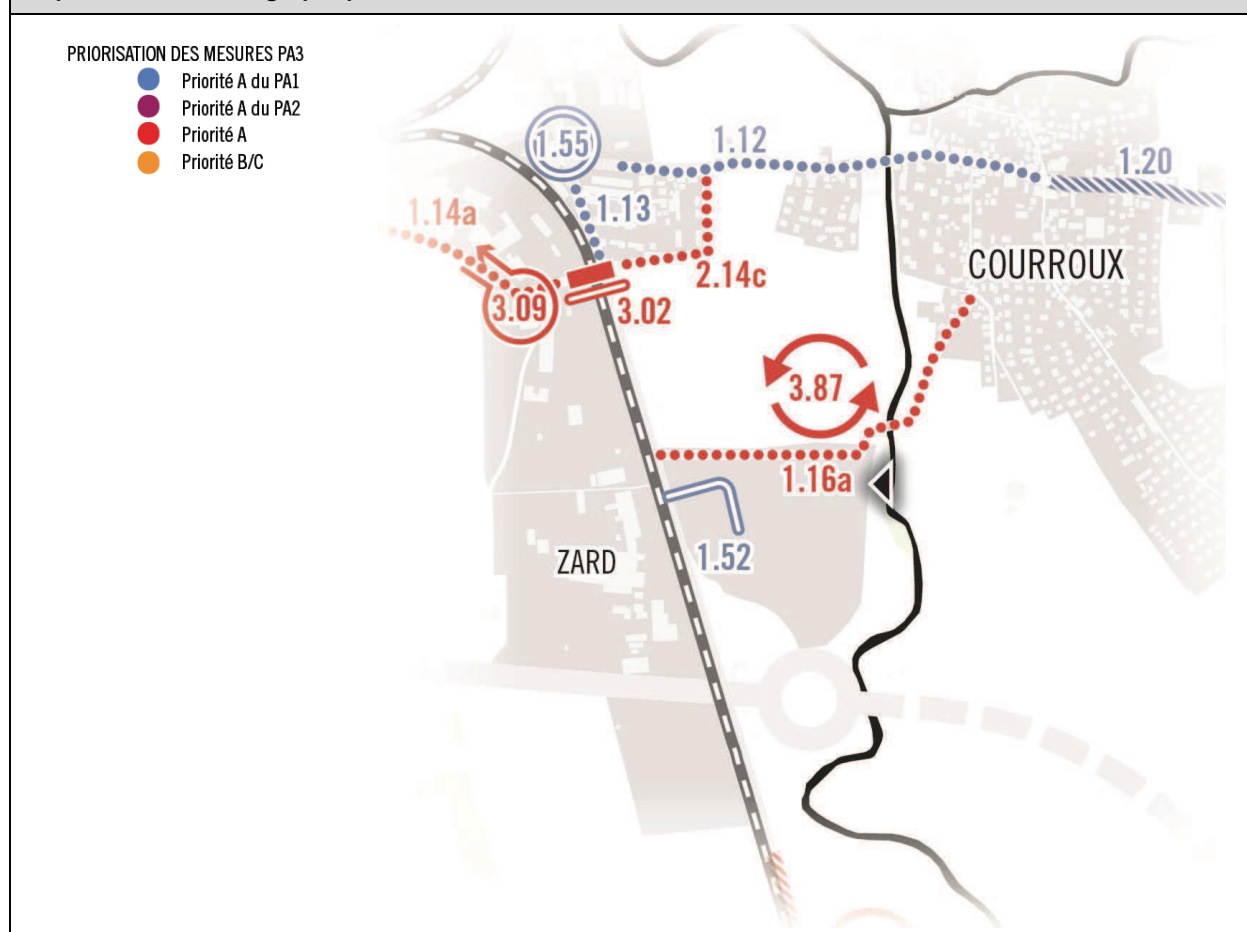 PRIORISATION DES MESURES PA3
Priorité A du PA1
Priorité A du PA2
Priorité A
Priorité B/C
1.55
1.12
1.20
1.14a
1.13
COURROUX
2.14c
3.09
3.02
3.87
1.16a
1.52
ZARD